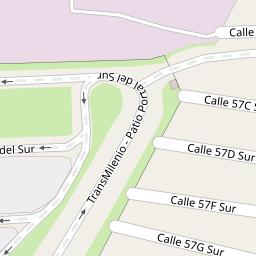 Calle
Portal del Sur
Calle 57C S
del Sur
TransMilenio - Patio Por
Calle 57D Sur
Calle 57F Sur
Calle 57G Sur